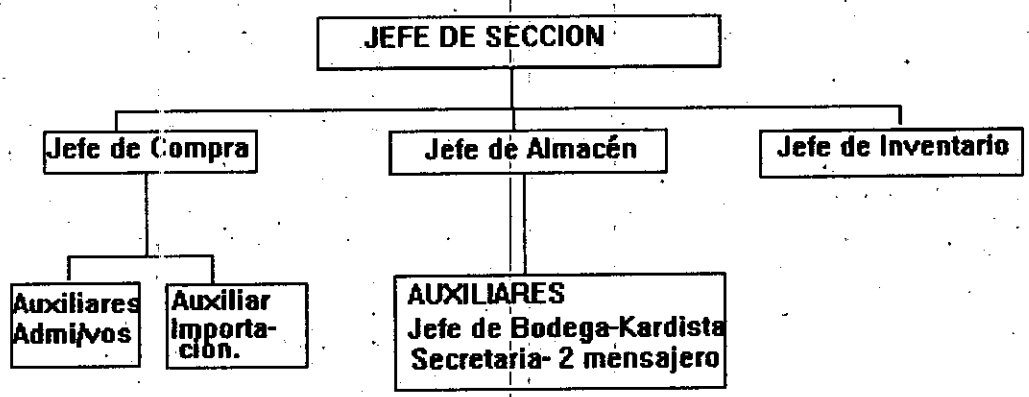 JEFE DE SECCION
Jefe de Compra
Jefe de Almacén
Jefe de Inventario
Auxiliares
Admi/vos
Auxiliar
Importa-
ción.
AUXILIARES
Jefe de Bodega-Kardista
Secretaria- 2 mensajero